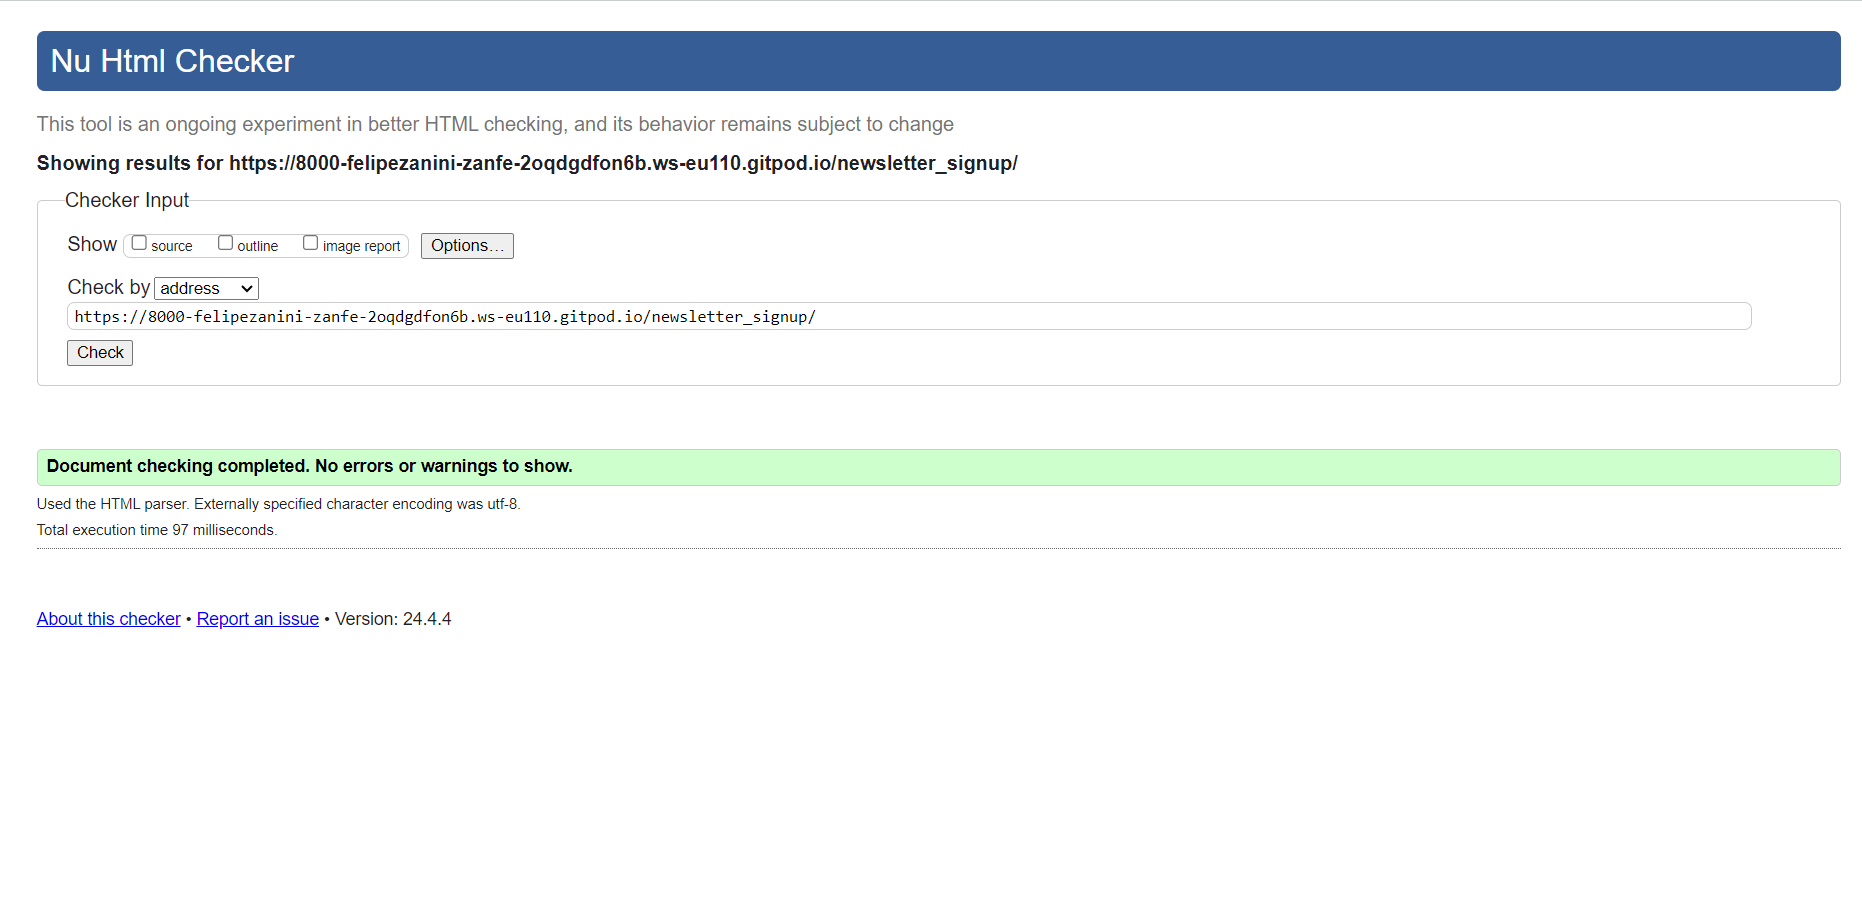 Nu Html Checker
This tool is an ongoing experiment in better HTML checking, and its behavior remains subject to change
Showing results for https://8000-felipezanini-zanfe-2oqdgdfon6b.ws-eu110.gitpod.io/newsletter_signup/
Checker Input
Show source outline image report Options…
Check by address
https://8000-felipezanini-zanfe-2oqdgdfon6b.ws-eu110.gitpod.io/newsletter_signup/
Check
Document checking completed. No errors or warnings to show.
Used the HTML parser. Externally specified character encoding was utf-8.
Total execution time 97 milliseconds.
About this checker • Report an issue • Version: 24.4.4